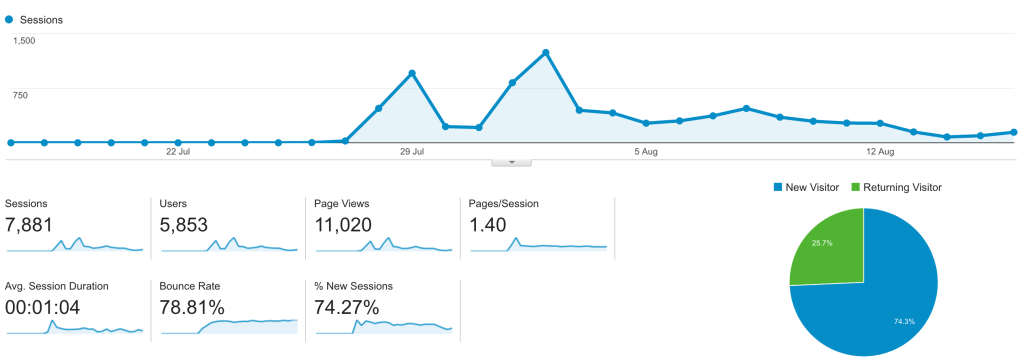 Sessions
1,500
750
22 Jul
29 Jul
5 Aug
12 Aug
New Visitor
Returning Visitor
Sessions
7,881
Users
5,853
Page Views
11,020
Pages/Session
1.40
Avg. Session Duration
00:01:04
Bounce Rate
78.81%
% New Sessions
74.27%
25.7%
74.3%